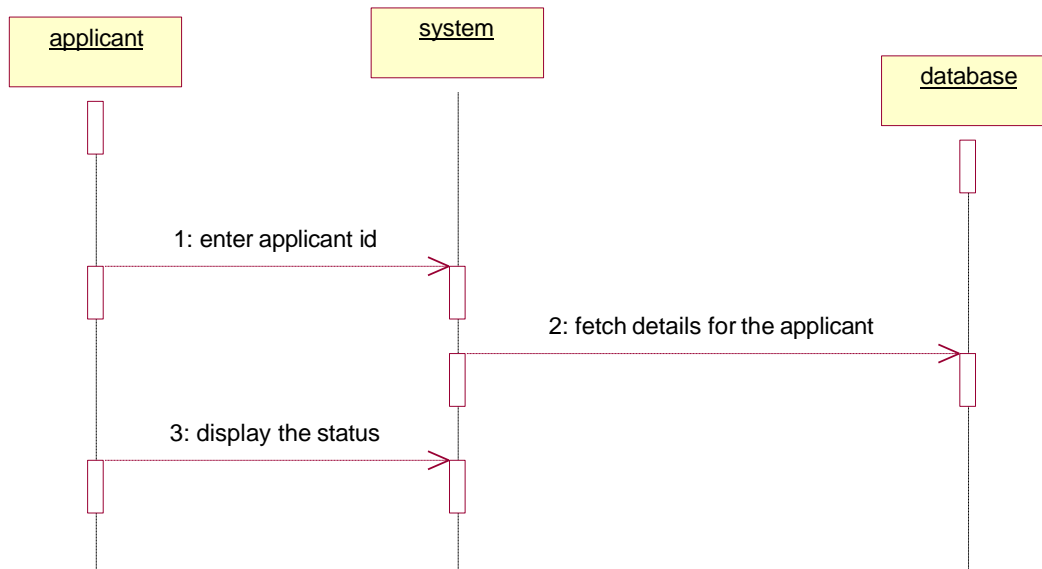 applicant
system
database
1: enter applicant id
2: fetch details for the applicant
3: display the status